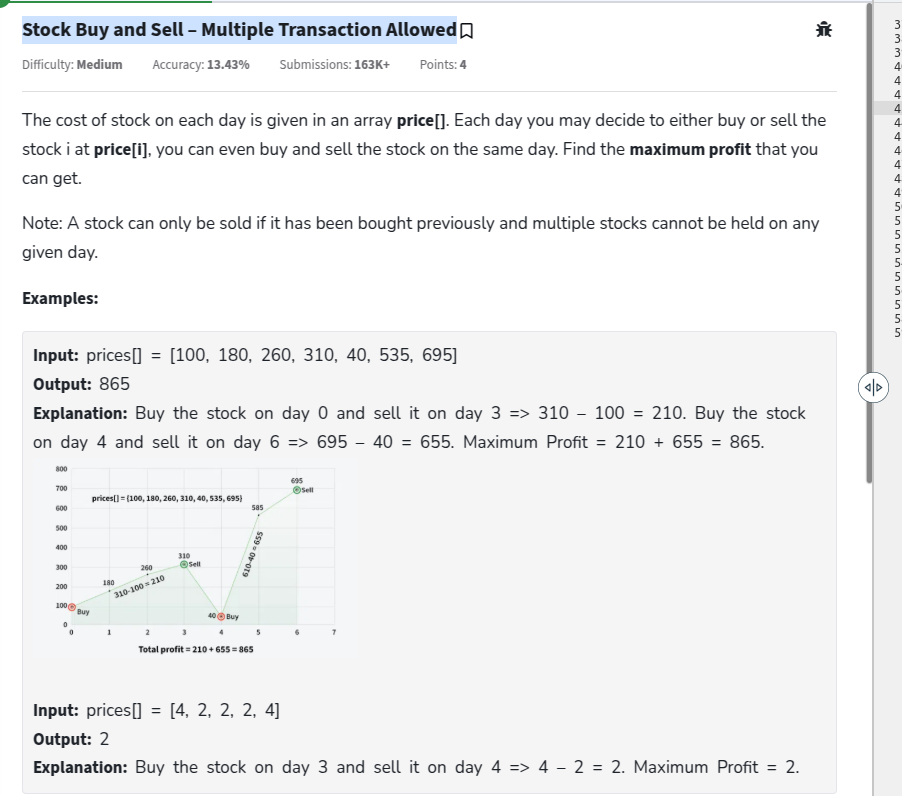 Stock Buy and Sell – Multiple Transaction Allowed
Difficulty: Medium Accuracy: 13.43% Submissions: 163K+ Points: 4
The cost of stock on each day is given in an array price[]. Each day you may decide to either buy or sell the
stock i at price[i], you can even buy and sell the stock on the same day. Find the maximum profit that you
can get.
Note: A stock can only be sold if it has been bought previously and multiple stocks cannot be held on any
given day.
Examples:
Input: prices[] = [100, 180, 260, 310, 40, 535, 695]
Output: 865
Explanation: Buy the stock on day 0 and sell it on day 3 => 310 – 100 = 210. Buy the stock
on day 4 and sell it on day 6 => 695 – 40 = 655. Maximum Profit = 210 + 655 = 865.
800
695
700
Sell
prices[] = {100, 180, 260, 310, 40, 535, 695}
600
585
500
610-40 = 655
400
310
300
260
Sell
180
310-100 = 210
200
100
Buy
40
Buy
0
0 1 2 3 4 5 6 7
Total profit = 210 + 655 = 865
Input: prices[] = [4, 2, 2, 2, 4]
Output: 2
Explanation: Buy the stock on day 3 and sell it on day 4 => 4 – 2 = 2. Maximum Profit = 2.